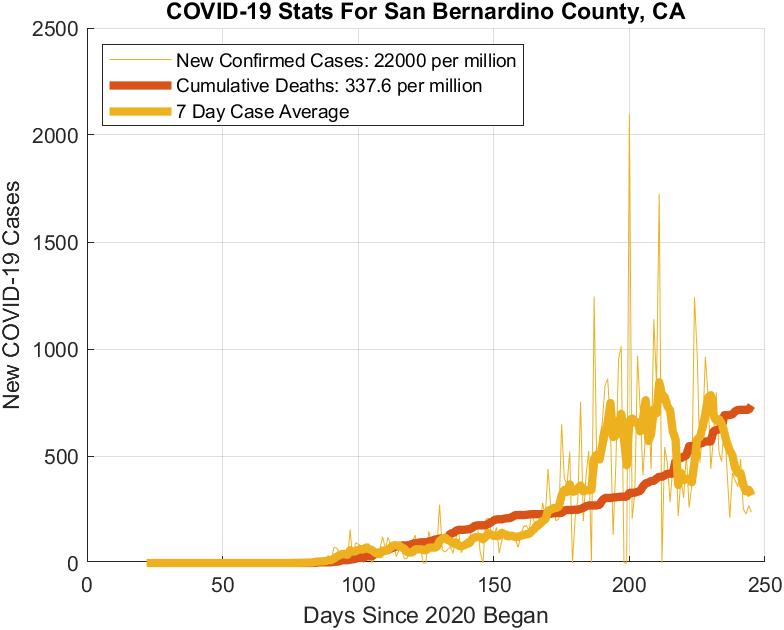 COVID-19 Stats For San Bernardino County, CA
New Confirmed Cases: 22000 per million
Cumulative Deaths: 337.6 per million
7 Day Case Average
New COVID-19 Cases
2500
2000
1500
1000
500
0
0 50 100 150 200 250
Days Since 2020 Began